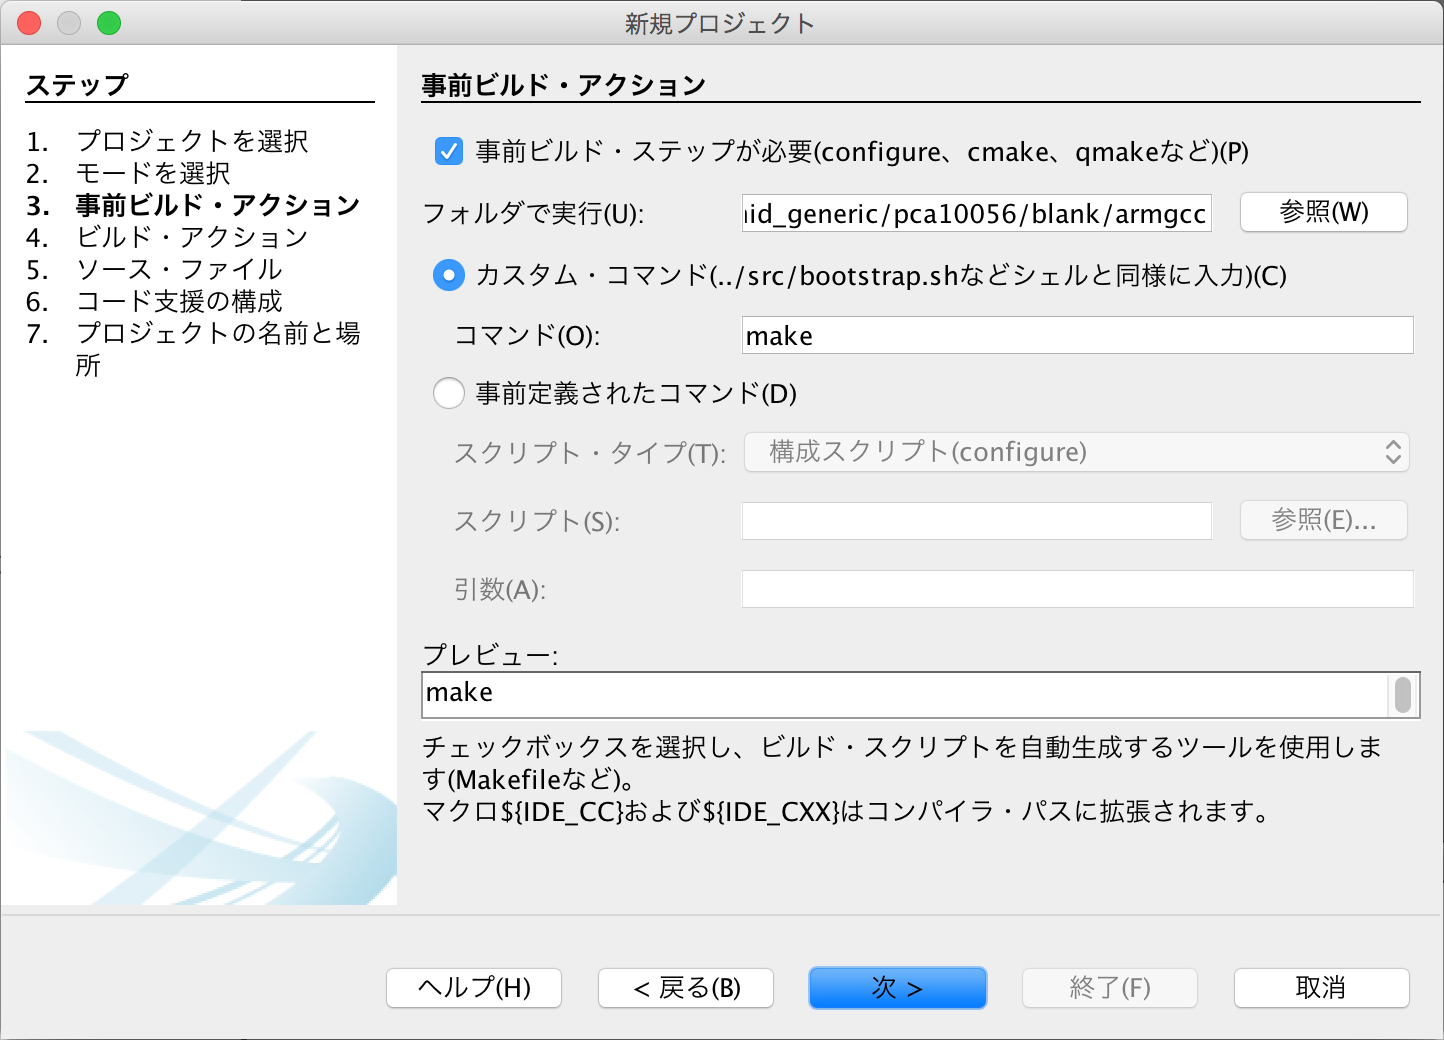 新規プロジェクト
ステップ
1. プロジェクトを選択
2. モードを選択
3. 事前ビルド・アクション
4. ビルド・アクション
5. ソース・ファイル
6. コード支援の構成
7. プロジェクトの名前と場
所
事前ビルド・アクション
事前ビルド・ステップが必要(configure、cmake、qmakeなど)(P)
フォルダで実行(U): id_generic/pca10056/blank/armgcc 参照(W)
カスタム・コマンド(../src/bootstrap.shなどシェルと同様に入力)(C)
コマンド(O): make
事前定義されたコマンド(D)
スクリプト・タイプ(T): 構成スクリプト(configure)
スクリプト(S): 参照(E)...
引数(A):
プレビュー:
make
チェックボックスを選択し、ビルド・スクリプトを自動生成するツールを使用しま
す(Makefileなど)。
マクロ${IDE_CC}および${IDE_CXX}はコンパイラ・パスに拡張されます。
ヘルプ(H) < 戻る(B) 次 > 終了(F) 取消